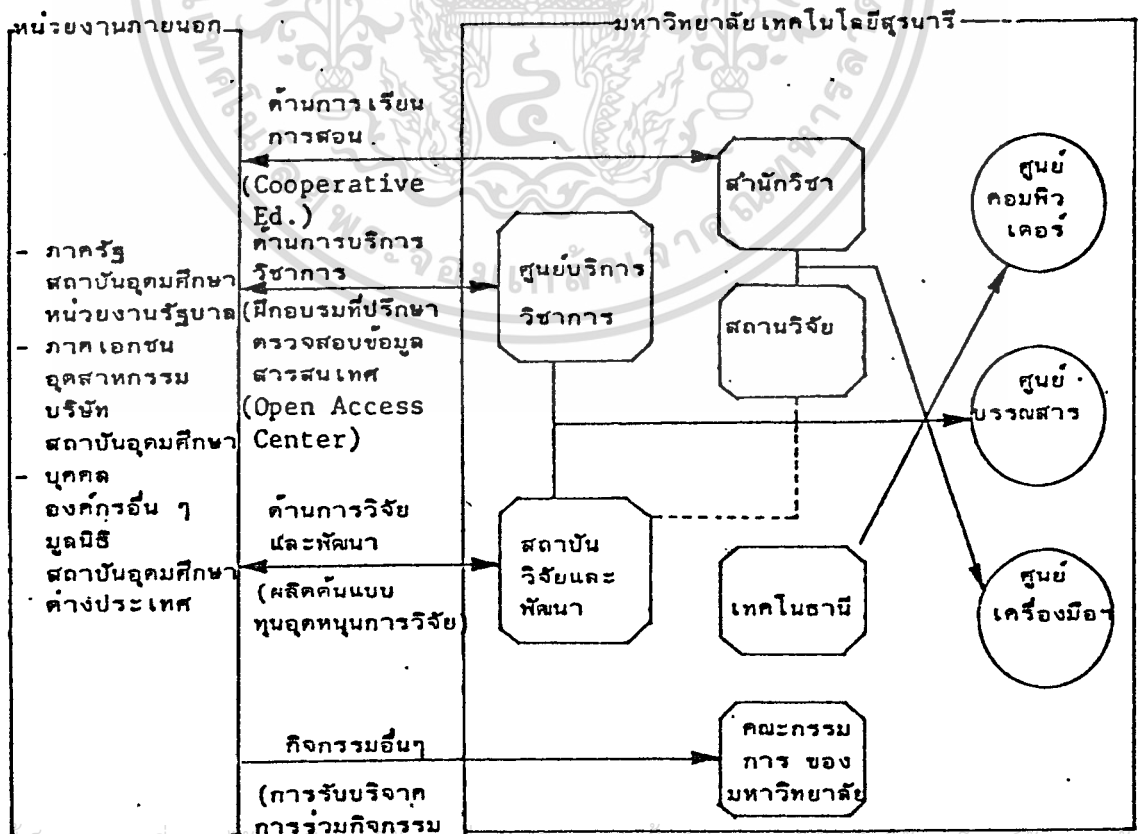 หน่วยงานภายนอก
มหาวิทยาลัยเทคโนโลยีสุรนารี
- ภาครัฐ
สถาบันอุดมศึกษา
หน่วยงานรัฐบาล
- ภาคเอกชน
อุตสาหกรรม
บริษัท
สถาบันอุดมศึกษา
- บุคคล
องค์กรอื่น ๆ
มูลนิธิ
สถาบันอุดมศึกษา
ต่างประเทศ
ด้านการเรียน
การสอน
(Cooperative
Ed.)
ด้านการบริการ
วิชาการ
(ฝึกอบรมที่ปรึกษา
ตรวจสอบข้อมูล
สารสนเทศ
(Open Access
Center)
ด้านการวิจัย
และพัฒนา
(ผลิตต้นแบบ
ทุนอุดหนุนการวิจัย)
กิจกรรมอื่นๆ
(การรับบริจาค
การร่วมกิจกรรม
ศูนย์บริการ
วิชาการ
สถาบัน
วิจัยและ
พัฒนา
สำนักวิชา
สถานวิจัย
เทคโนธานี
คณะกรรม
การ ของ
มหาวิทยาลัย
ศูนย์
คอมพิว
เตอร์
ศูนย์
บรรณสาร
ศูนย์
เครื่องมือฯ
พระจอมเกล้าเจ้าคุณทหาร